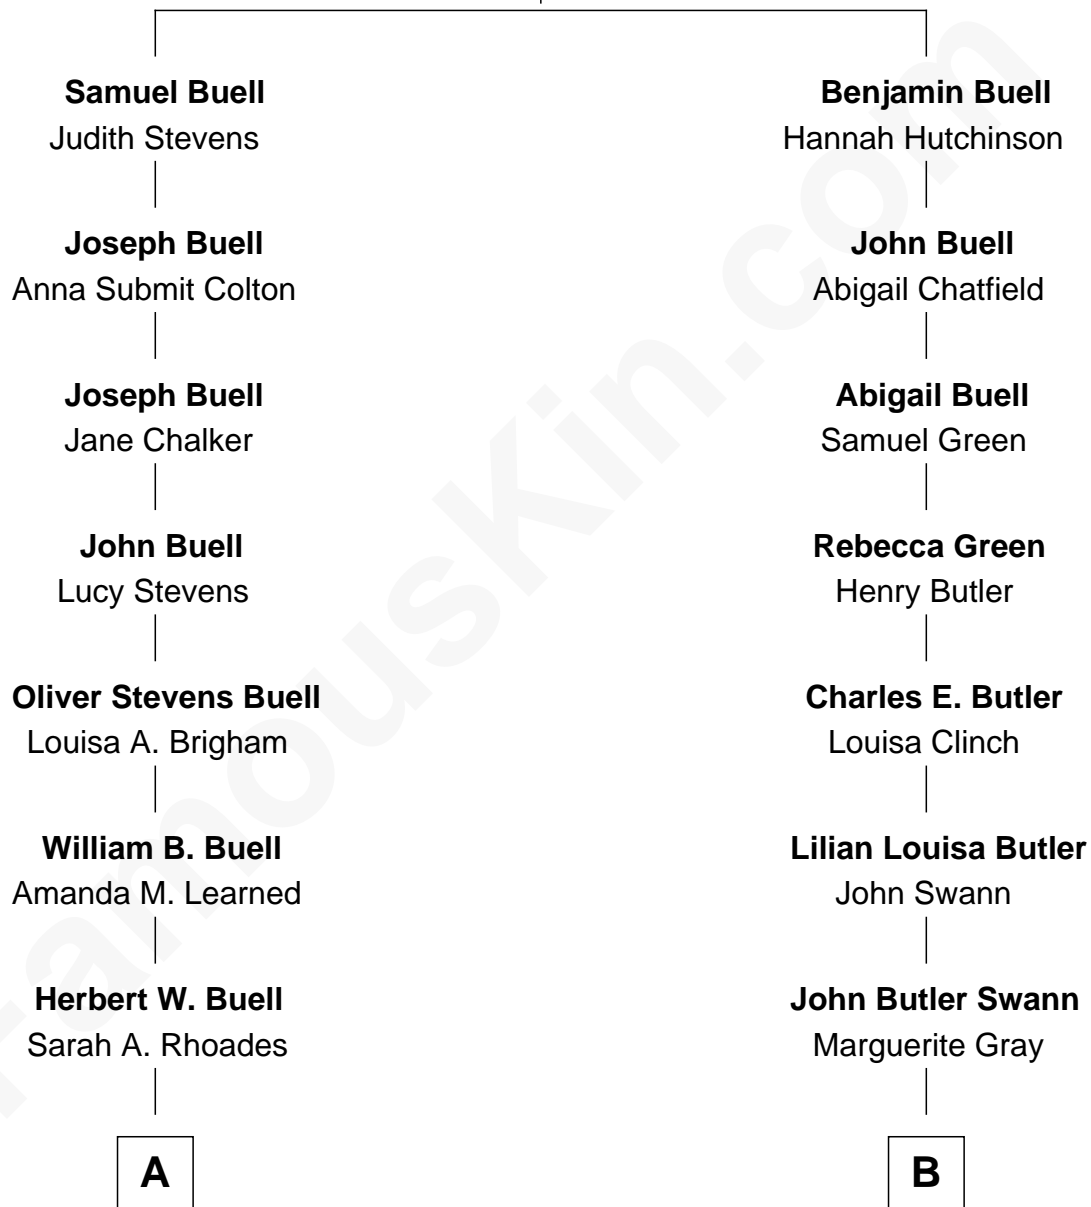 Samuel Buell
Judith Stevens
Joseph Buell
Anna Submit Colton
Joseph Buell
Jane Chalker
John Buell
Lucy Stevens
Oliver Stevens Buell
Louisa A. Brigham
William B. Buell
Amanda M. Learned
Herbert W. Buell
Sarah A. Rhoades
A
Benjamin Buell
Hannah Hutchinson
John Buell
Abigail Chatfield
Abigail Buell
Samuel Green
Rebecca Green
Henry Butler
Charles E. Butler
Louisa Clinch
Lilian Louisa Butler
John Swann
John Butler Swann
Marguerite Gray
B
FamousKin.com